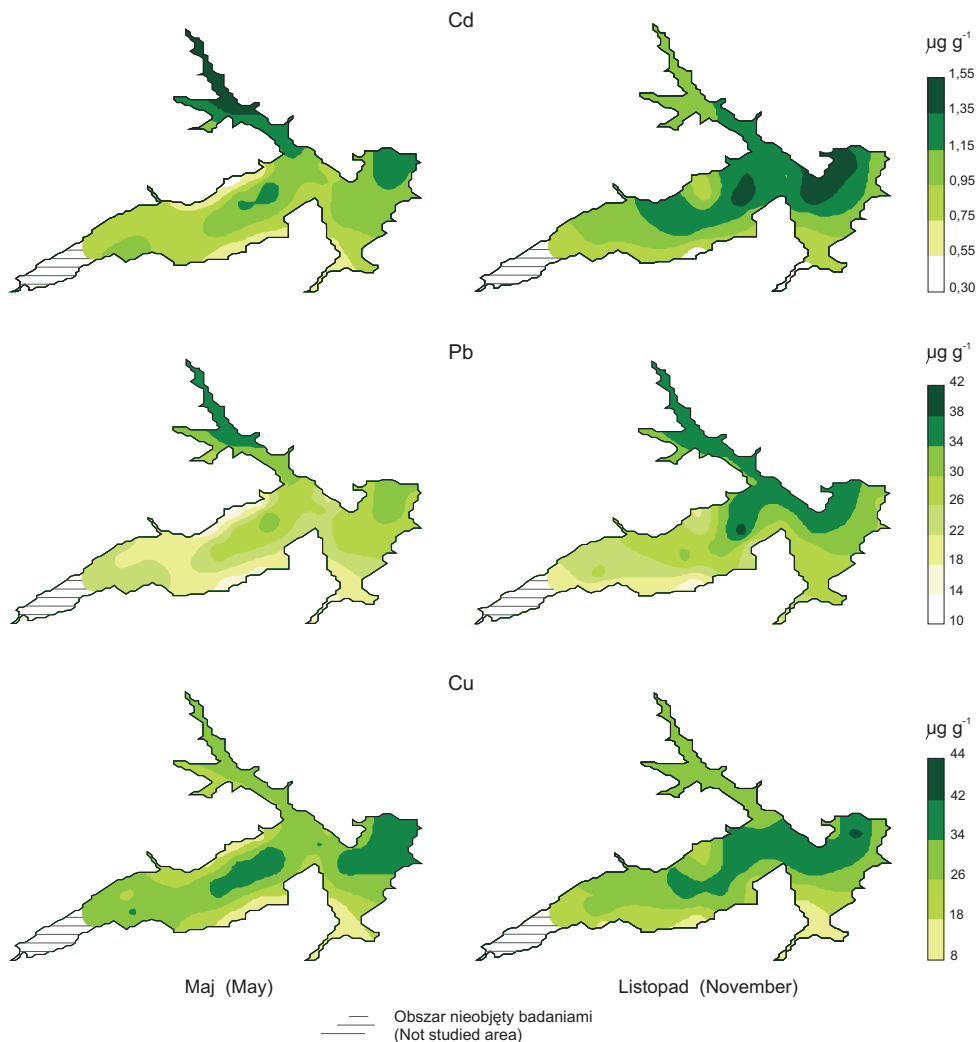 Cd
µg g⁻¹
1,55
1,35
1,15
0,95
0,75
0,55
0,30
Pb
µg g⁻¹
42
38
34
30
26
22
18
14
10
Cu
µg g⁻¹
44
42
34
26
18
8
Maj (May)
Listopad (November)
Obszar nieobjęty badaniami
(Not studied area)